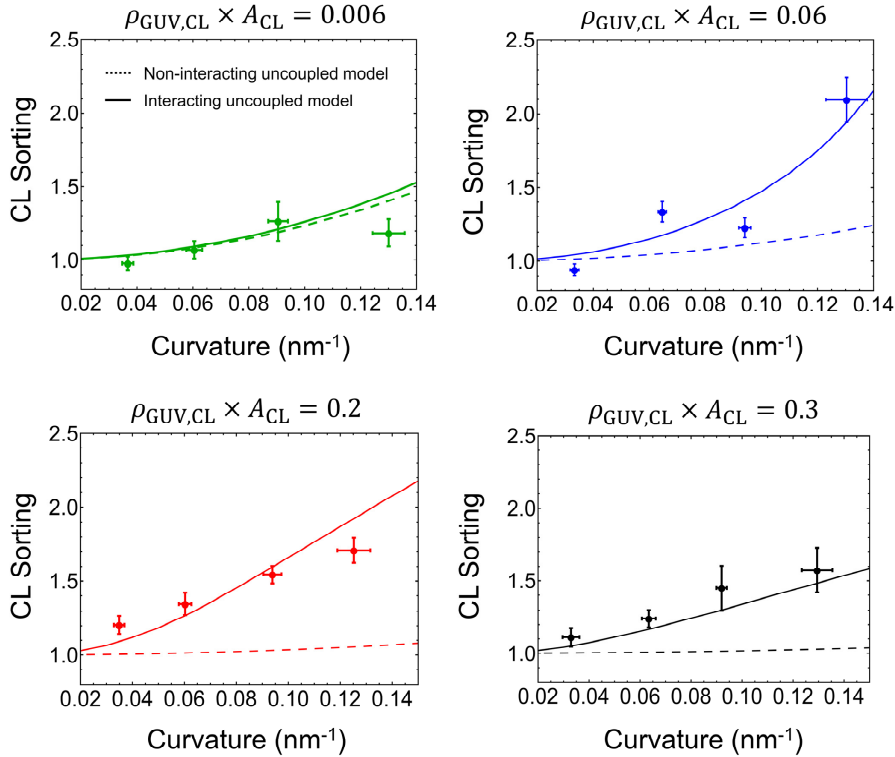 ρGUV,CL × ACL = 0.006
2.5
2.0
1.5
1.0
CL Sorting
Non-interacting uncoupled model
Interacting uncoupled model
0.02 0.04 0.06 0.08 0.10 0.12 0.14
Curvature (nm-1)
ρGUV,CL × ACL = 0.06
2.5
2.0
1.5
1.0
CL Sorting
0.02 0.04 0.06 0.08 0.10 0.12 0.14
Curvature (nm-1)
ρGUV,CL × ACL = 0.2
2.5
2.0
1.5
1.0
CL Sorting
0.02 0.04 0.06 0.08 0.10 0.12 0.14
Curvature (nm-1)
ρGUV,CL × ACL = 0.3
2.5
2.0
1.5
1.0
CL Sorting
0.02 0.04 0.06 0.08 0.10 0.12 0.14
Curvature (nm-1)